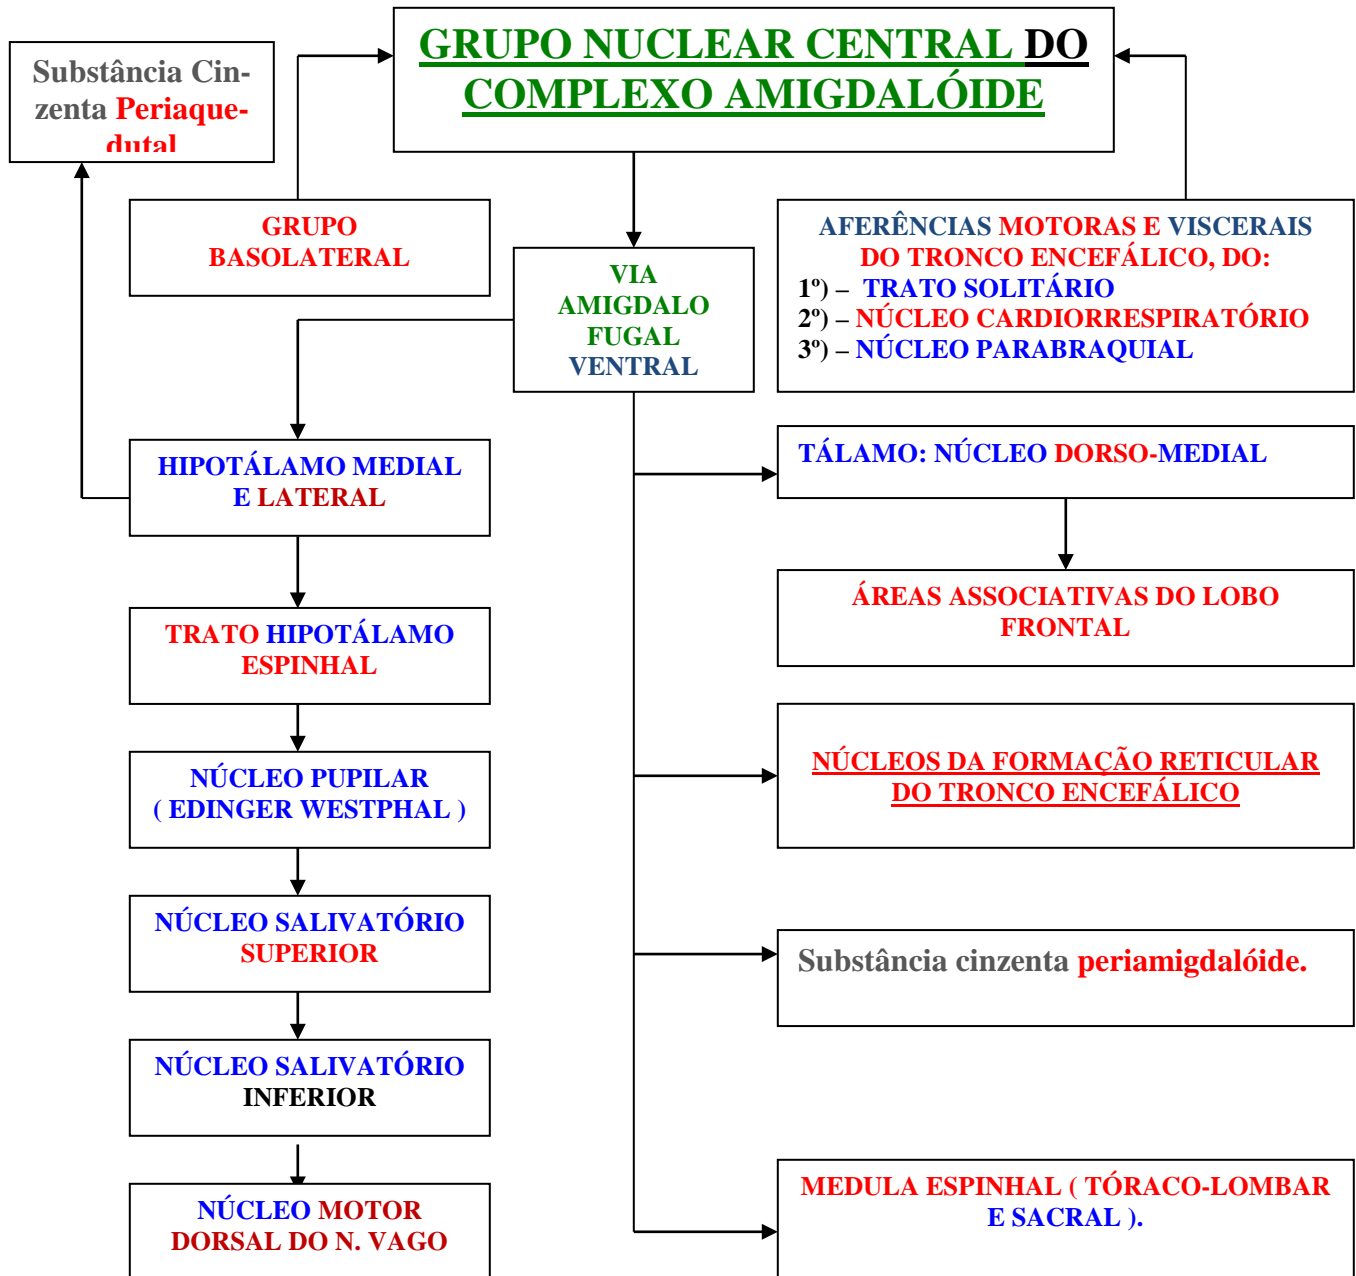 GRUPO NUCLEAR CENTRAL DO
COMPLEXO AMIGDALÓIDE
Substância Cin-
zenta Periaque-
dutal
GRUPO
BASOLATERAL
VIA
AMIGDALO
FUGAL
VENTRAL
AFERÊNCIAS MOTORAS E VISCERAIS
DO TRONCO ENCEFÁLICO, DO:
1º) – TRATO SOLITÁRIO
2º) – NÚCLEO CARDIORRESPIRATÓRIO
3º) – NÚCLEO PARABRAQUIAL
HIPOTÁLAMO MEDIAL
E LATERAL
TÁLAMO: NÚCLEO DORSO-MEDIAL
ÁREAS ASSOCIATIVAS DO LOBO
FRONTAL
TRATO HIPOTÁLAMO
ESPINHAL
NÚCLEOS DA FORMAÇÃO RETICULAR
DO TRONCO ENCEFÁLICO
NÚCLEO PUPILAR
( EDINGER WESTPHAL )
NÚCLEO SALIVATÓRIO
SUPERIOR
Substância cinzenta periamigdalóide.
NÚCLEO SALIVATÓRIO
INFERIOR
MEDULA ESPINHAL ( TÓRACO-LOMBAR
E SACRAL ).
NÚCLEO MOTOR
DORSAL DO N. VAGO